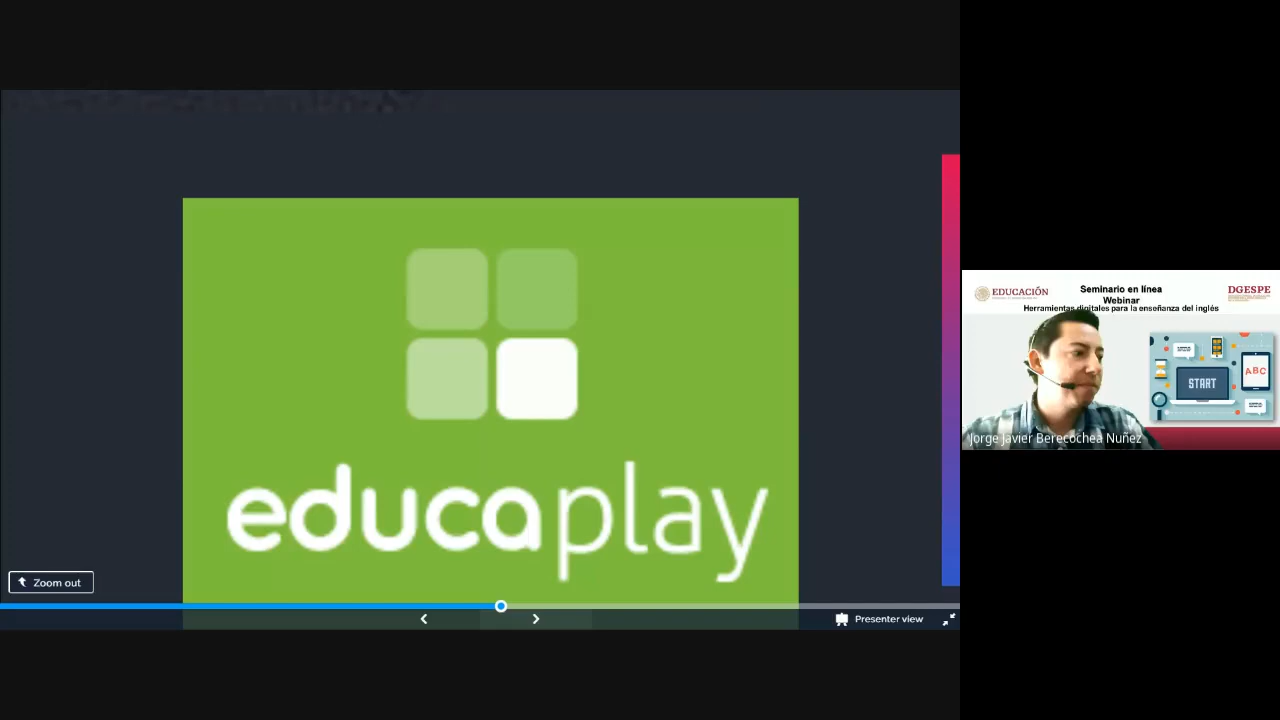 educaplay
Zoom out
Presenter view
EDUCACIÓN
Seminario en línea
Webinar
Herramientas digitales para la enseñanza del inglés
DGESPE
START
ABC
Jorge Javier Berecochea Nuñez